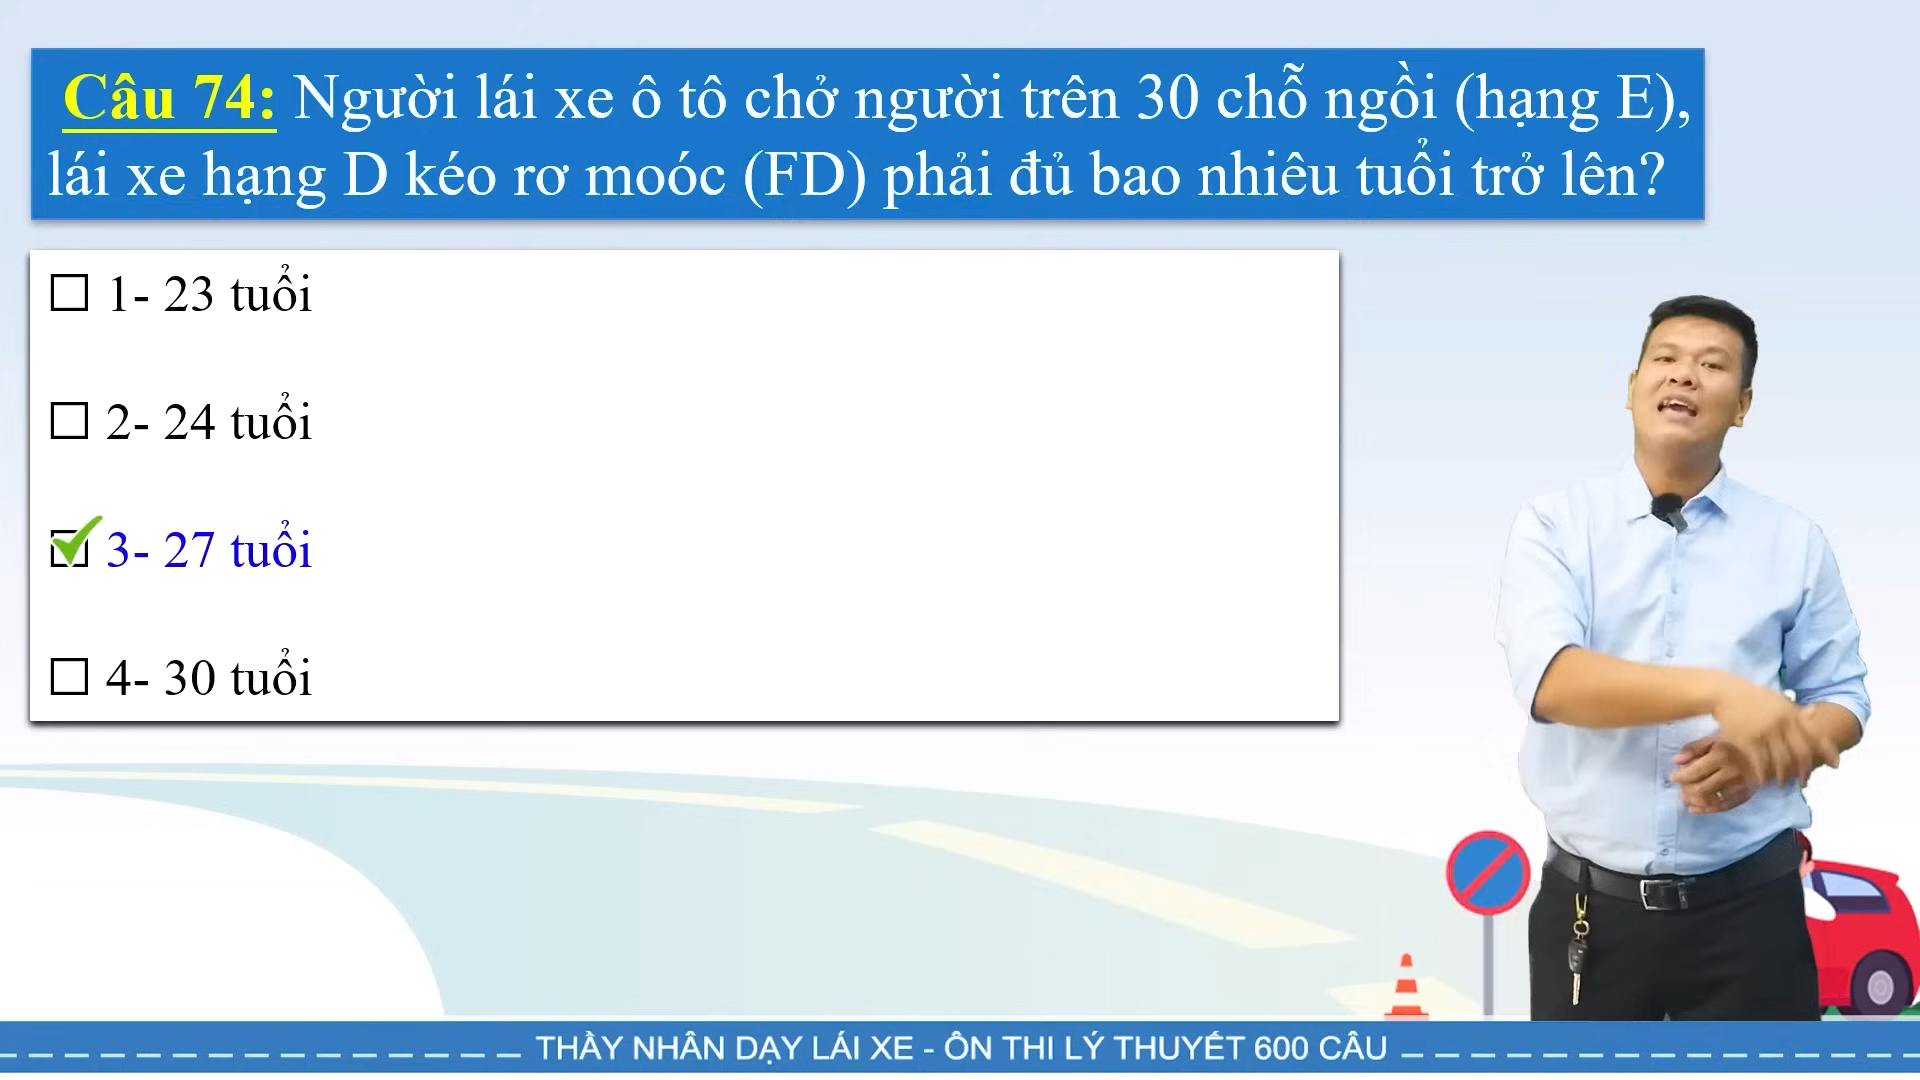 Câu 74: Người lái xe ô tô chở người trên 30 chỗ ngồi (hạng E),
lái xe hạng D kéo rơ moóc (FD) phải đủ bao nhiêu tuổi trở lên?
1- 23 tuổi
2- 24 tuổi
3- 27 tuổi
4- 30 tuổi
THẦY NHÂN DẠY LÁI XE - ÔN THI LÝ THUYẾT 600 CÂU